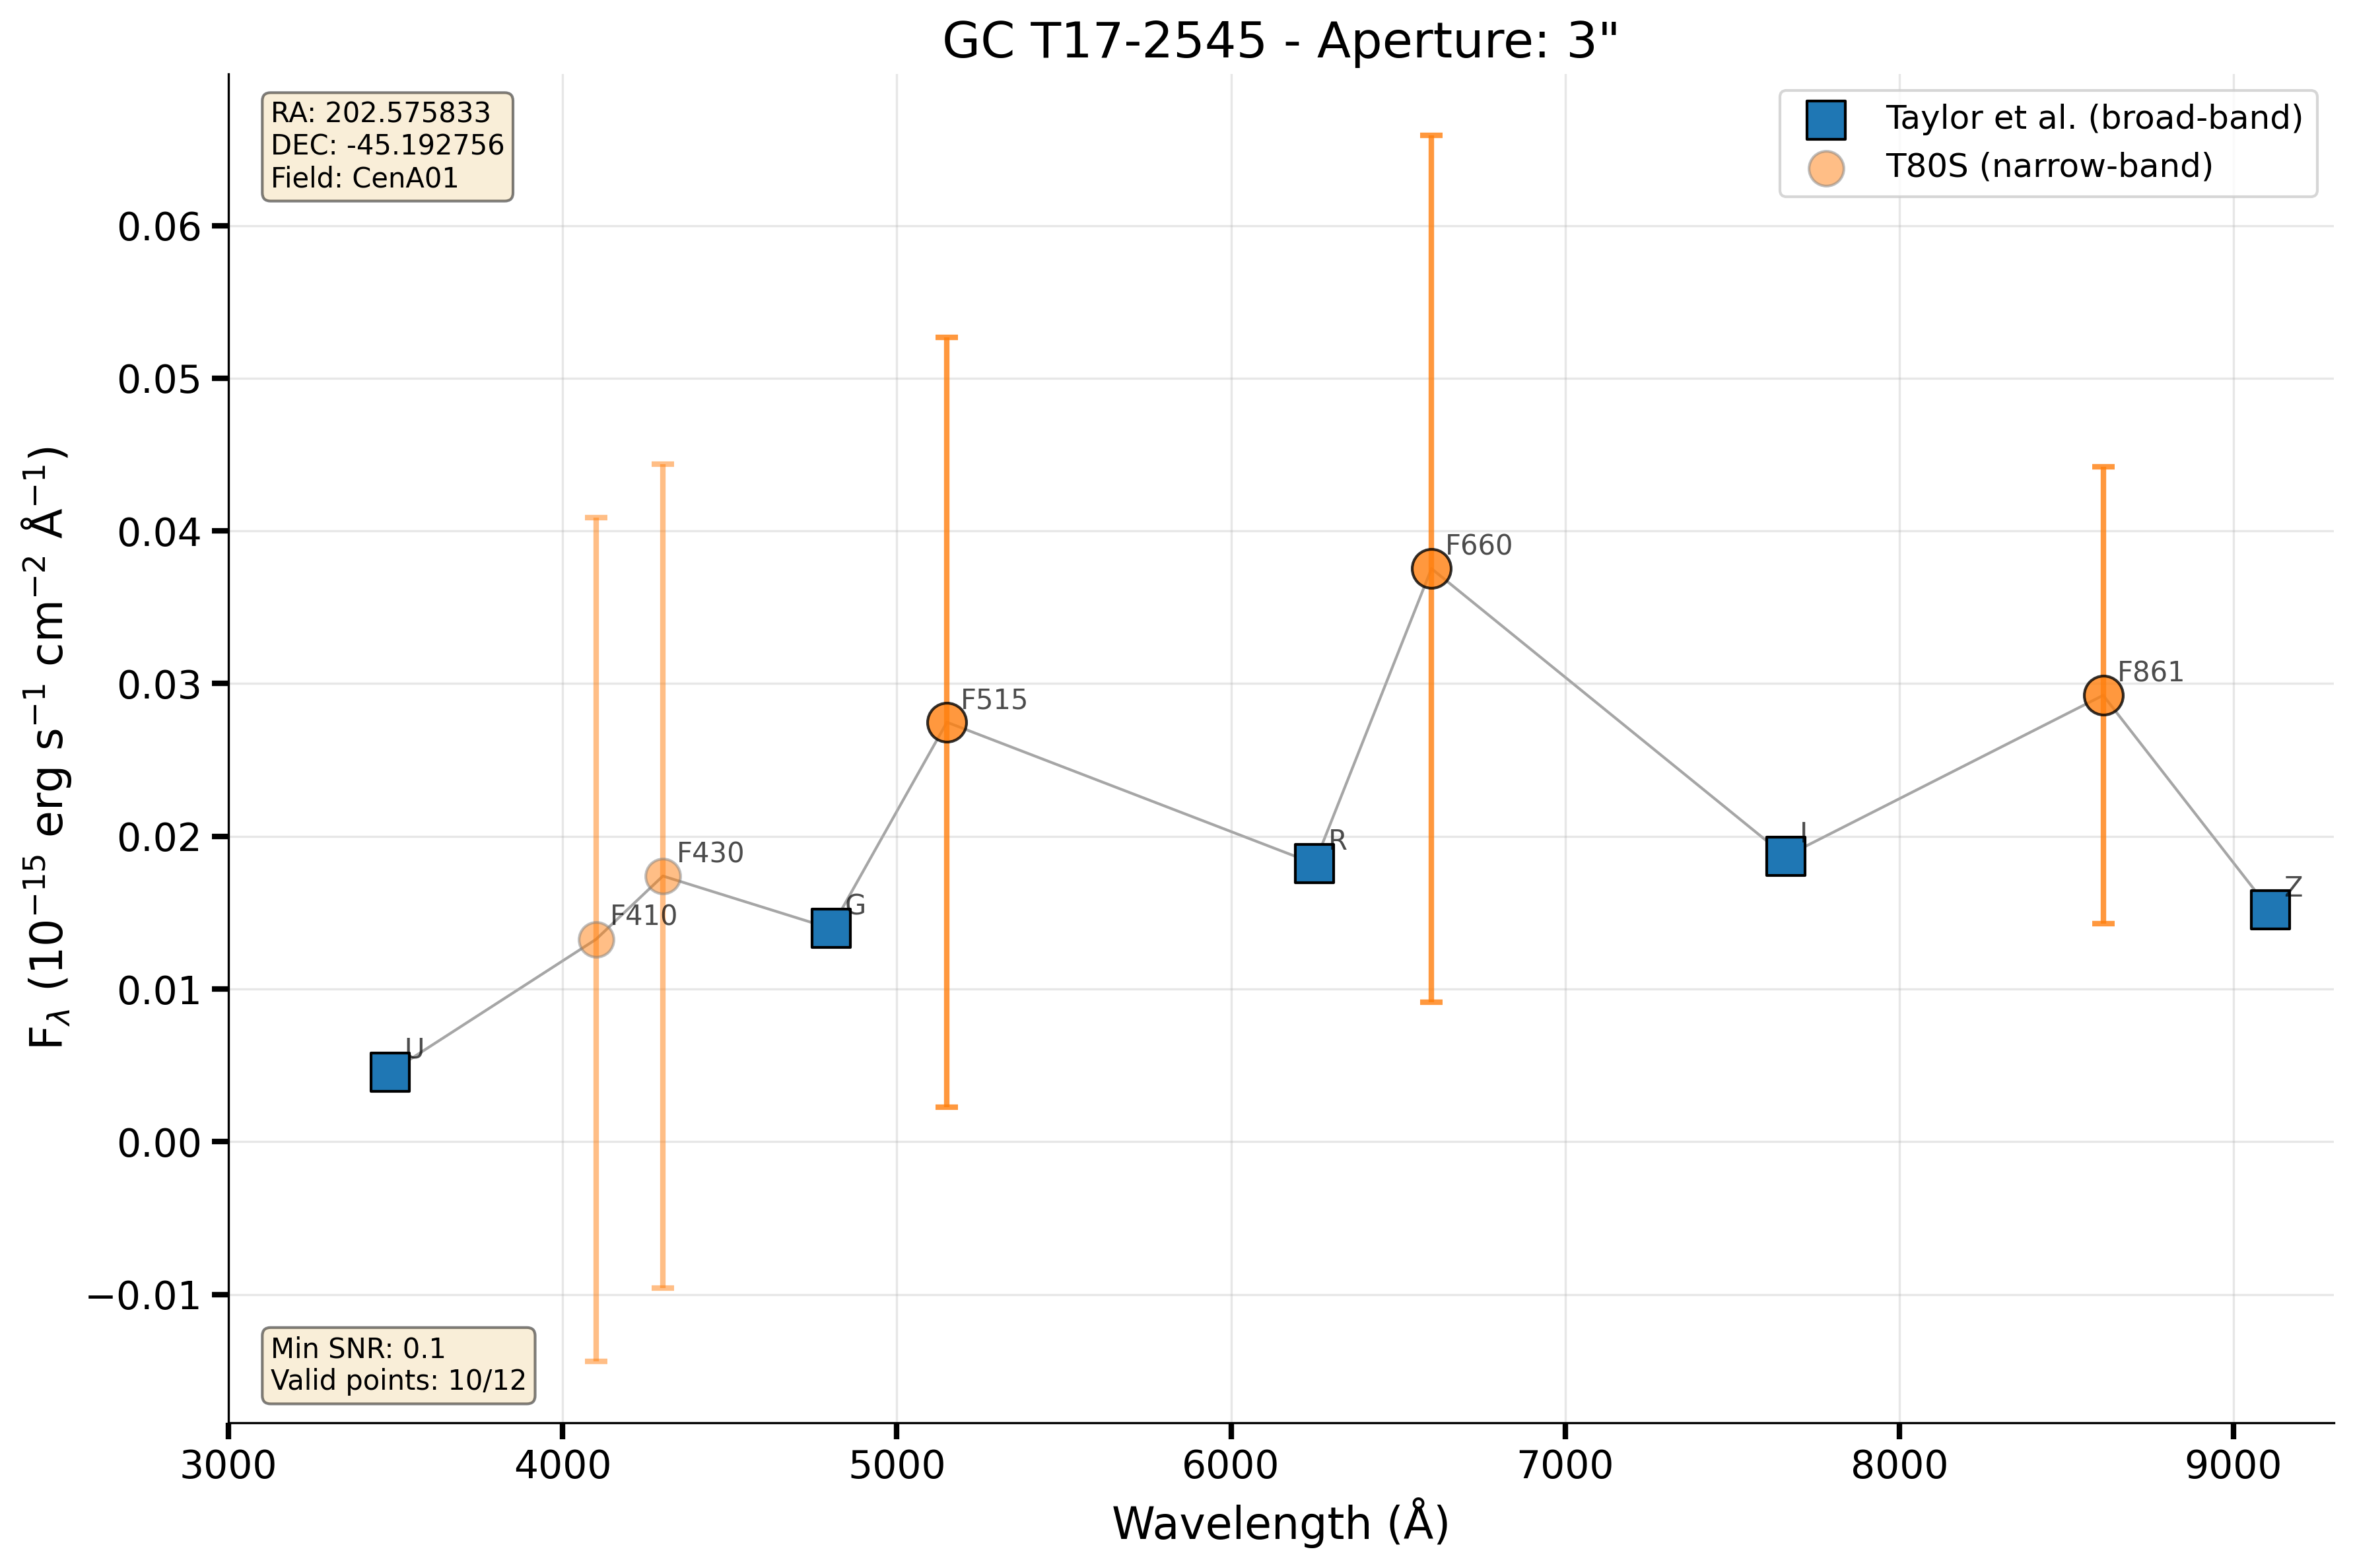 GC T17-2545 - Aperture: 3"
RA: 202.575833
DEC: -45.192756
Field: CenA01
Taylor et al. (broad-band)
T80S (narrow-band)
0.06
0.05
0.04
0.03
0.02
0.01
0.00
−0.01
F$_λ$ (10$^{−15}$ erg s$^{−1}$ cm$^{−2}$ Å$^{−1}$)
U
F410
F430
G
F515
R
F660
I
F861
Z
Min SNR: 0.1
Valid points: 10/12
3000 4000 5000 6000 7000 8000 9000
Wavelength (Å)